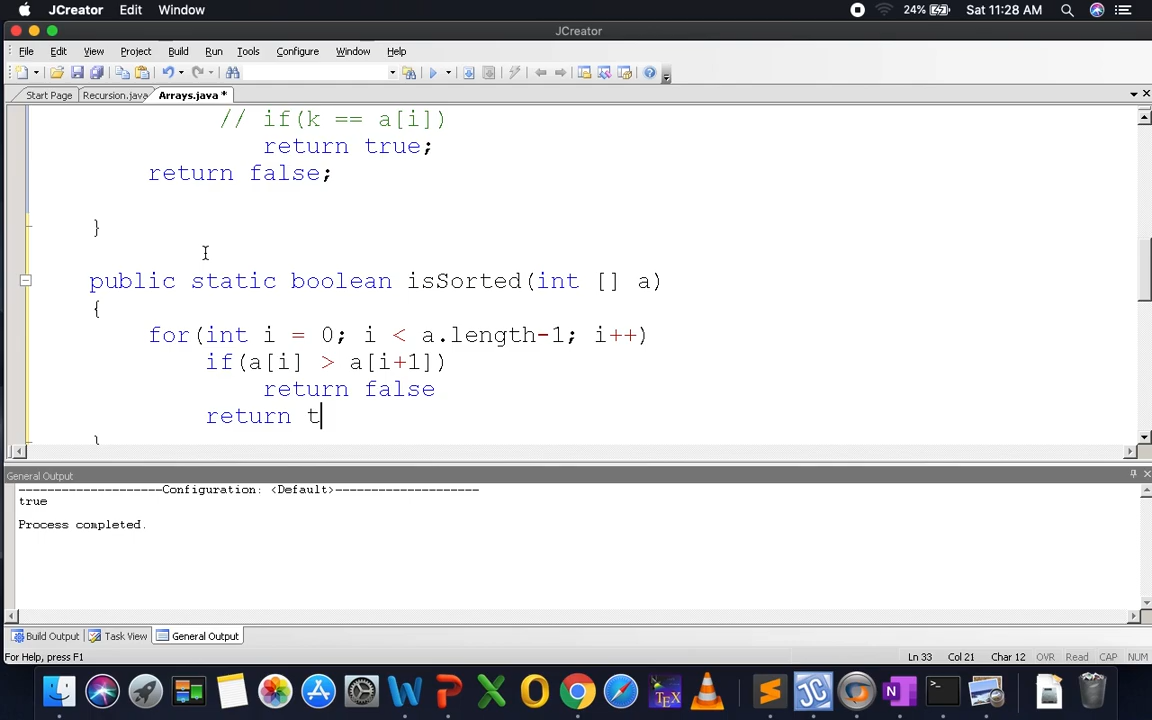 JCreator Edit Window 24% Sat 11:28 AM
JCreator
File Edit View Project Build Run Tools Configure Window Help
Start Page Recursion.java Arrays.java *
// if(k == a[i])
return true;
return false;
}
public static boolean isSorted(int [] a)
{
for(int i = 0; i < a.length-1; i++)
if(a[i] > a[i+1])
return false
return t
}
General Output
--------------------Configuration: <Default>--------------------
true
Process completed.
Build Output Task View General Output
For Help, press F1 Ln 33 Col 21 Char 12 OVR Read CAP NUM